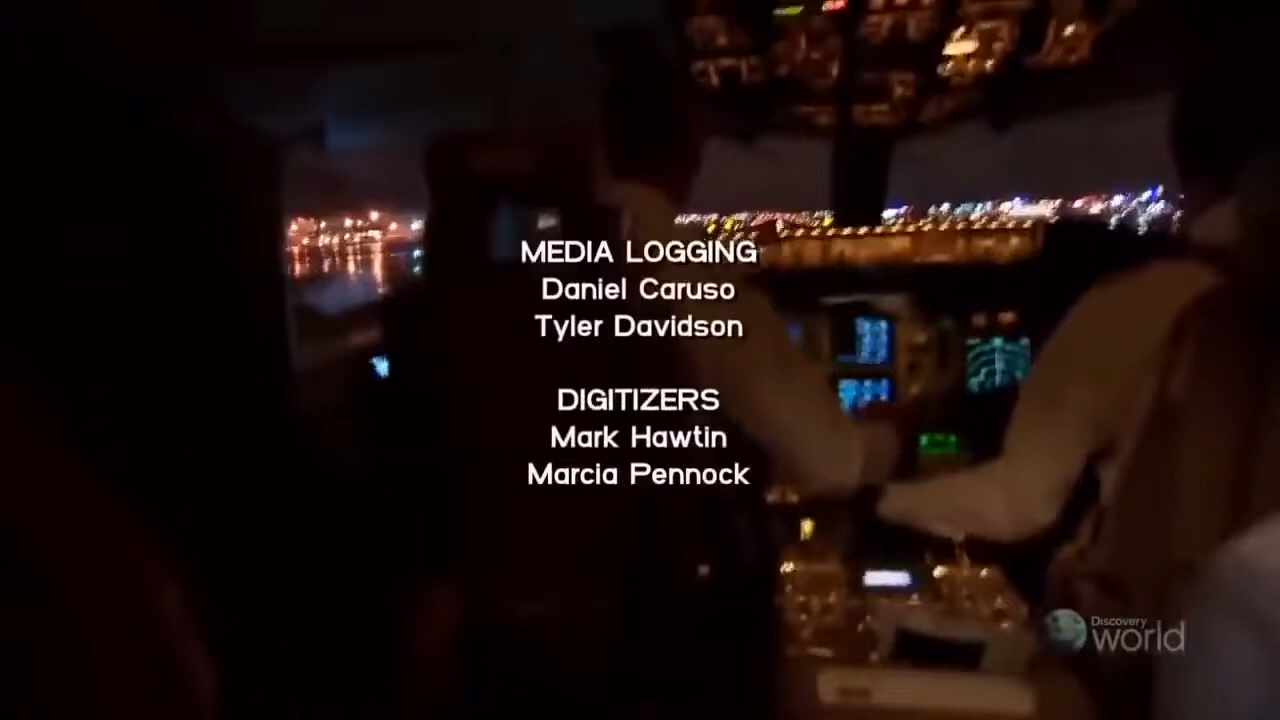 MEDIA LOGGING
Daniel Caruso
Tyler Davidson
DIGITIZERS
Mark Hawtin
Marcia Pennock
Discovery
world